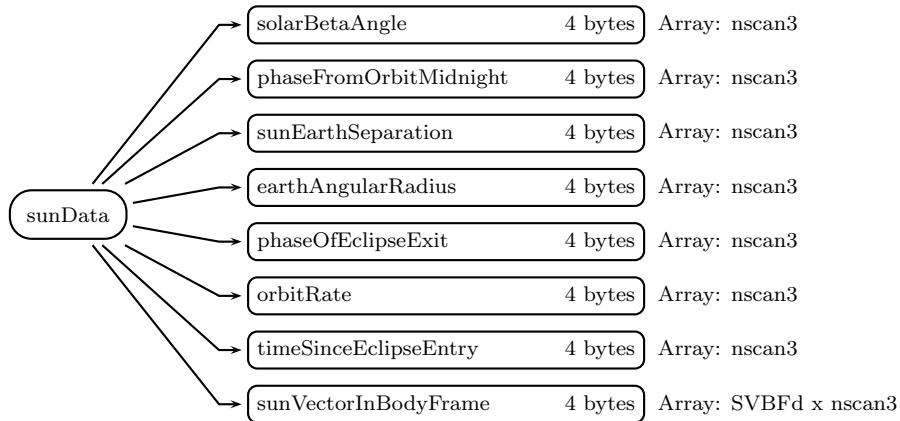 solarBetaAngle 4 bytes Array: nscan3
phaseFromOrbitMidnight 4 bytes Array: nscan3
sunEarthSeparation 4 bytes Array: nscan3
earthAngularRadius 4 bytes Array: nscan3
sunData
phaseOfEclipseExit 4 bytes Array: nscan3
orbitRate 4 bytes Array: nscan3
timeSinceEclipseEntry 4 bytes Array: nscan3
sunVectorInBodyFrame 4 bytes Array: SVBFd x nscan3